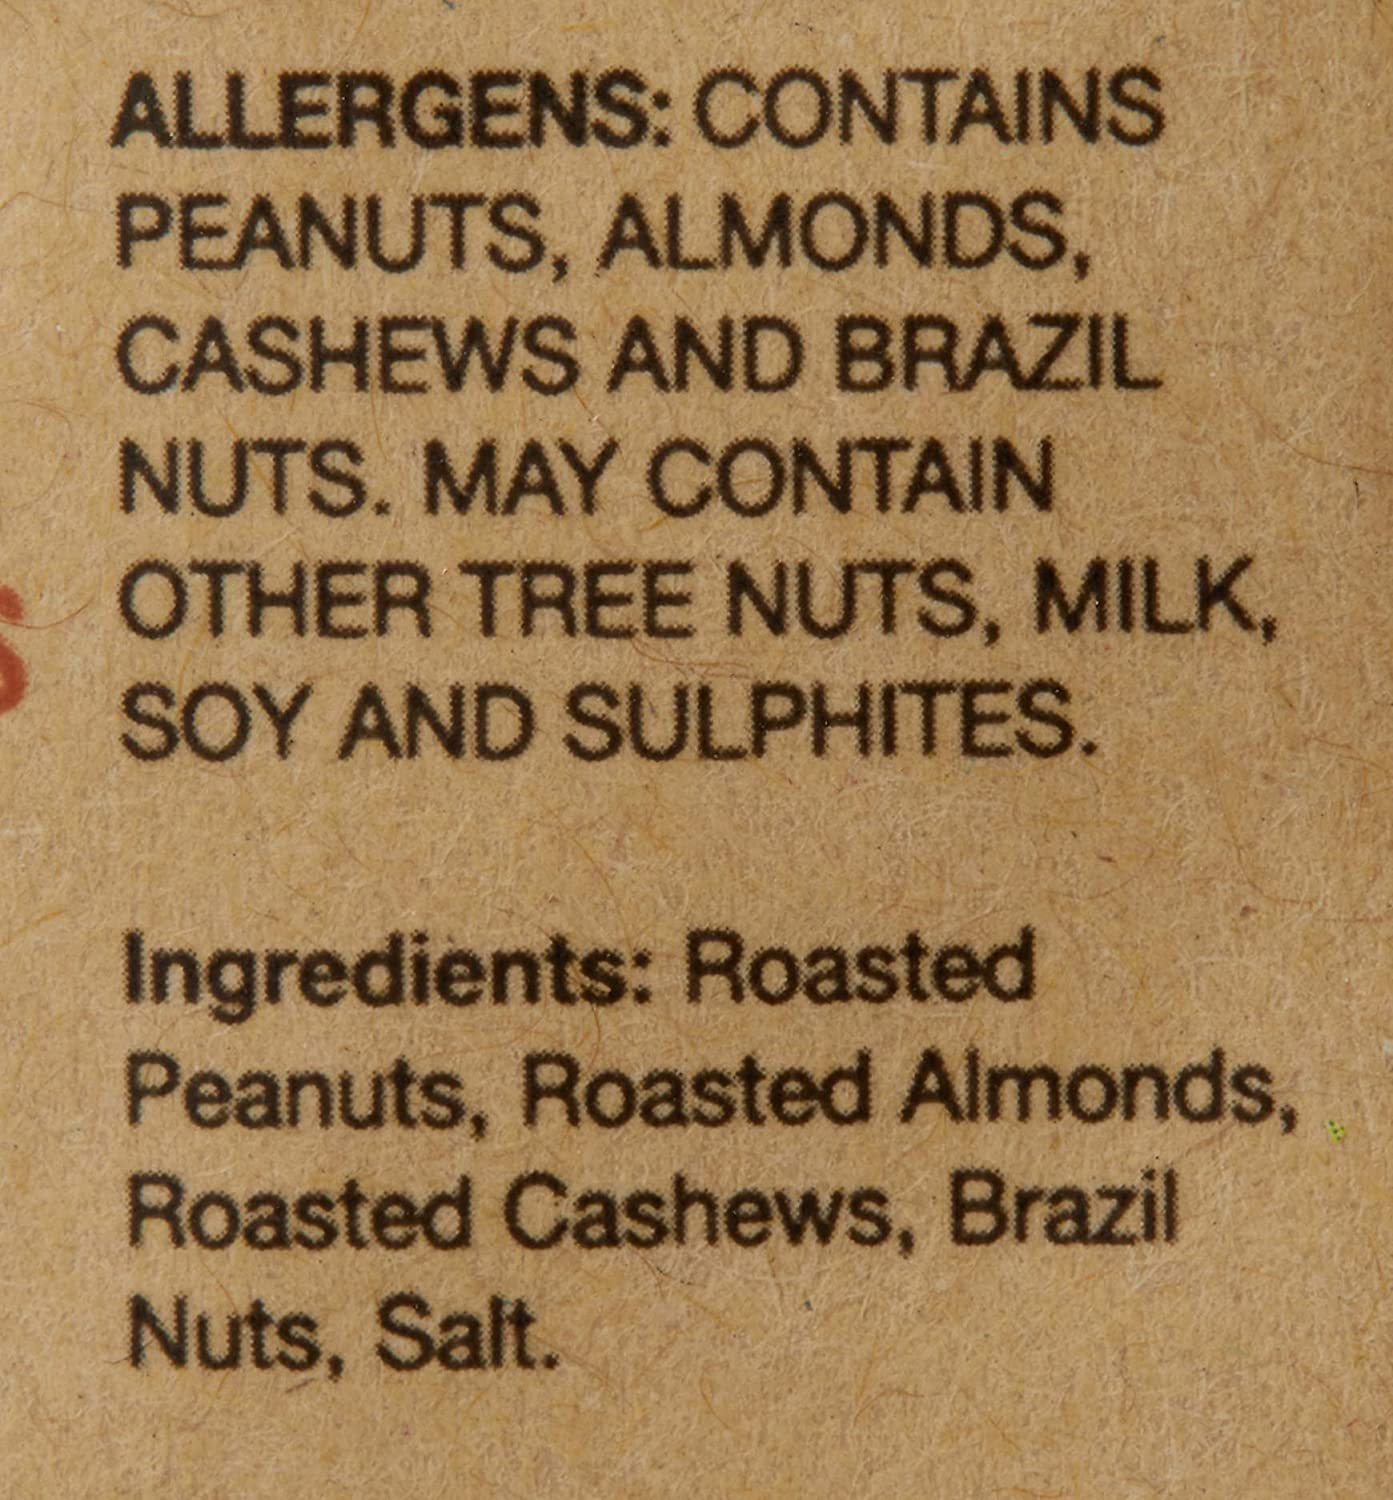 ALLERGENS: CONTAINS
PEANUTS, ALMONDS,
CASHEWS AND BRAZIL
NUTS. MAY CONTAIN
OTHER TREE NUTS, MILK,
SOY AND SULPHITES.
Ingredients: Roasted
Peanuts, Roasted Almonds,
Roasted Cashews, Brazil
Nuts, Salt.